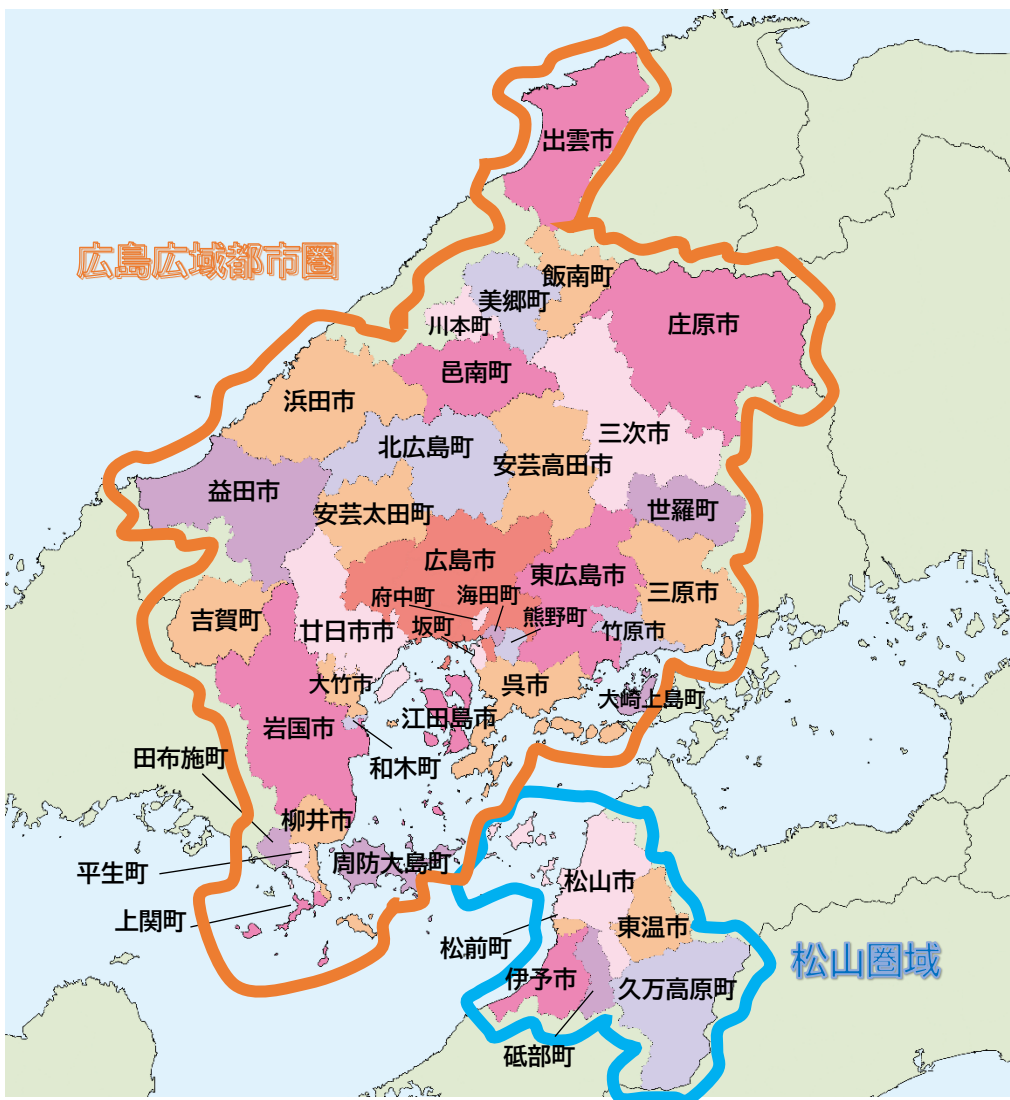 出雲市
広島広域都市圏
飯南町
美郷町
庄原市
川本町
邑南町
浜田市
三次市
北広島町
安芸高田市
益田市
世羅町
安芸太田町
広島市
東広島市
三原市
府中町
海田町
熊野町
吉賀町
廿日市市
坂町
竹原市
大竹市
呉市
大崎上島町
江田島市
岩国市
和木町
田布施町
柳井市
周防大島町
平生町
上関町
松山市
東温市
松前町
松山圏域
伊予市
久万高原町
砥部町